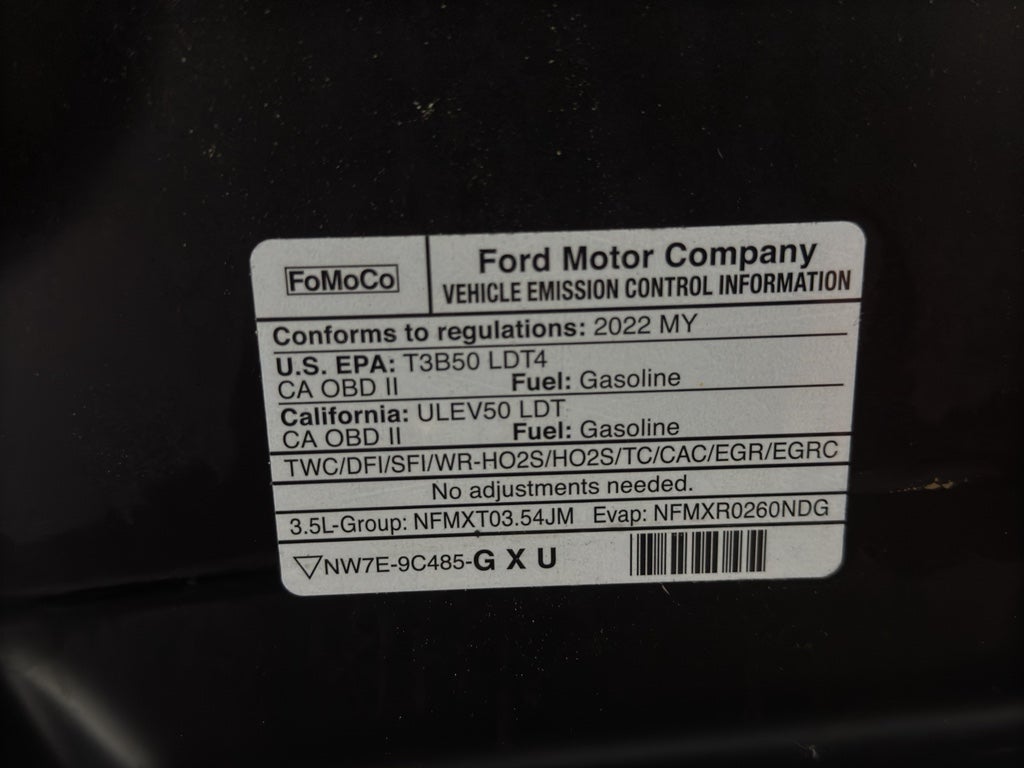 FoMoCo
Ford Motor Company
VEHICLE EMISSION CONTROL INFORMATION
Conforms to regulations: 2022 MY
U.S. EPA: T3B50 LDT4
CA OBD II Fuel: Gasoline
California: ULEV50 LDT
CA OBD II Fuel: Gasoline
TWC/DFI/SFI/WR-HO2S/HO2S/TC/CAC/EGR/EGRC
No adjustments needed.
3.5L-Group: NFMXT03.54JM Evap: NFMXR0260NDG
NW7E-9C485-G X U